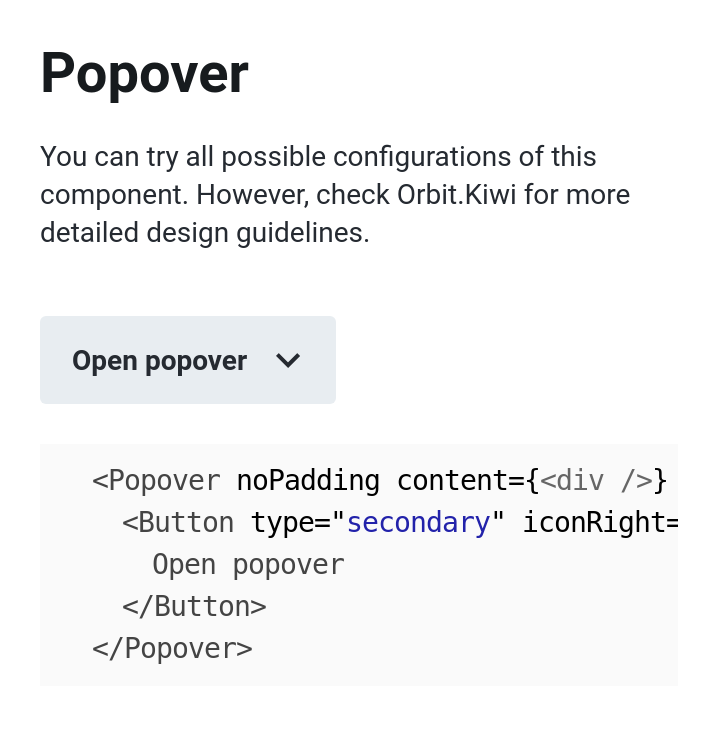 Popover
You can try all possible configurations of this
component. However, check Orbit.Kiwi for more
detailed design guidelines.
Open popover
<Popover noPadding content={<div />}
<Button type="secondary" iconRight=
Open popover
</Button>
</Popover>